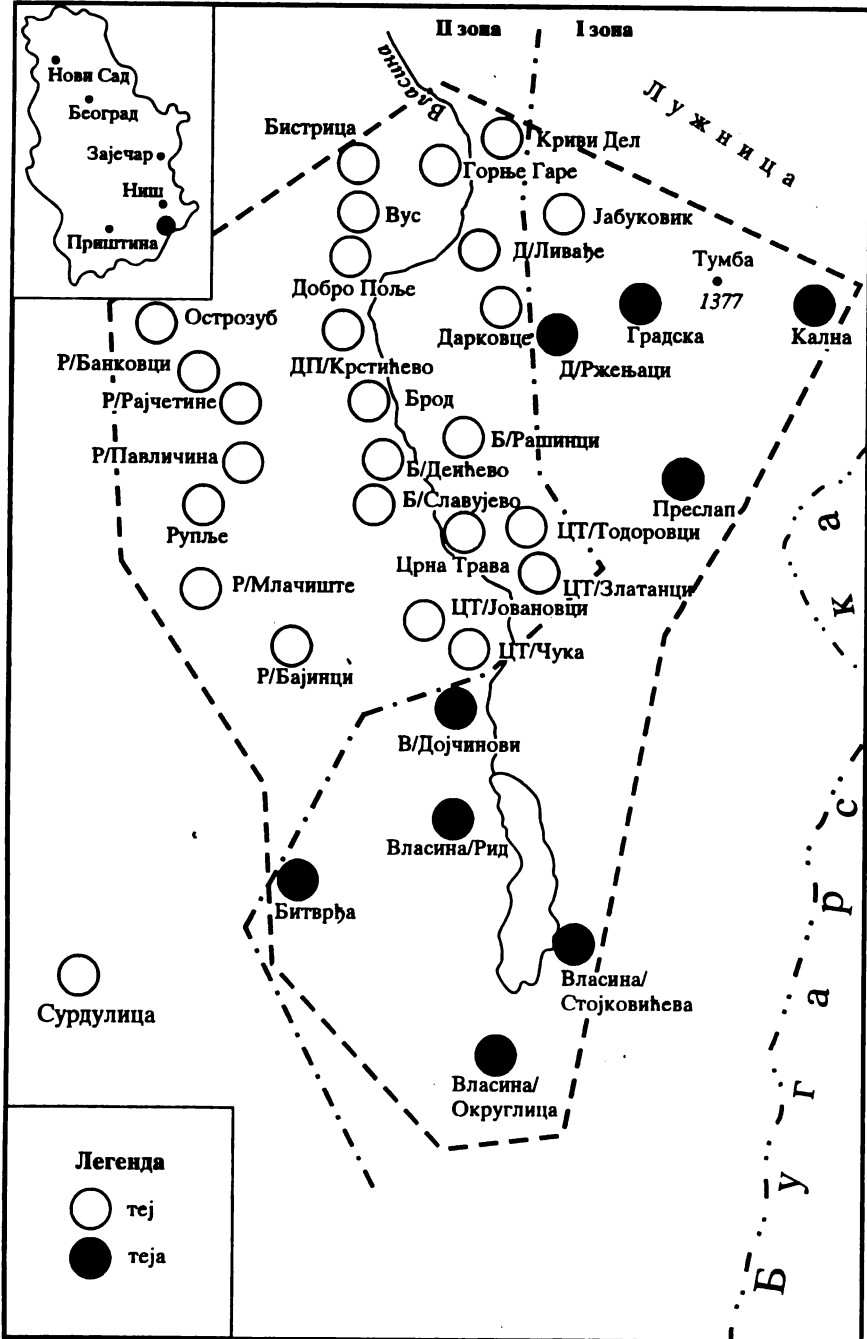 II зона
I зона
Власина
Лужница
Нови Сад
Београд
Зајечар
Ниш
Приштина
Бистрица
Криви Дел
Горње Гаре
Вус
Јабуковик
Д/Ливађе
Тумба
1377
Добро Поље
Острозуб
Дарковце
Градска
Кална
Д/Ржењаци
Р/Банковци
ДП/Крстићево
Р/Рајчетине
Брод
Б/Рашинци
Р/Павличина
Б/Деићево
Преслап
Б/Славујево
Рупље
ЦТ/Тодоровци
Црна Трава
ЦТ/Златанци
Р/Млачиште
ЦТ/Јовановци
ЦТ/Чука
Р/Бајинци
В/Дојчинови
Власина/Рид
Битврђа
Власина/
Стојковићева
Сурдулица
Власина/
Округлица
Бугарска
Легенда
теј
теја